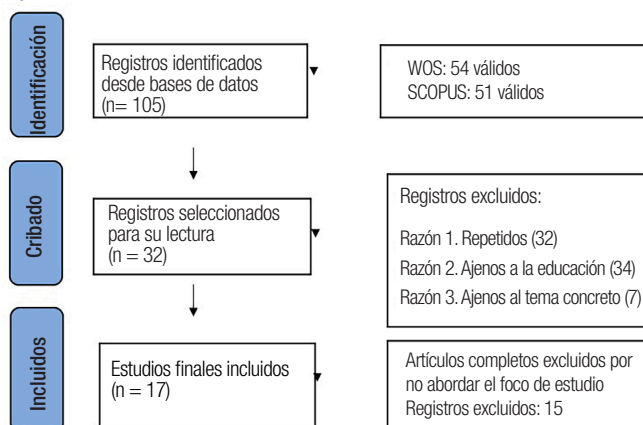 Identificación
Registros identificados
desde bases de datos
(n= 105)
WOS: 54 válidos
SCOPUS: 51 válidos
Cribado
Registros seleccionados
para su lectura
(n = 32)
Registros excluidos:
Razón 1. Repetidos (32)
Razón 2. Ajenos a la educación (34)
Razón 3. Ajenos al tema concreto (7)
Incluidos
Estudios finales incluidos
(n = 17)
Artículos completos excluidos por
no abordar el foco de estudio
Registros excluidos: 15